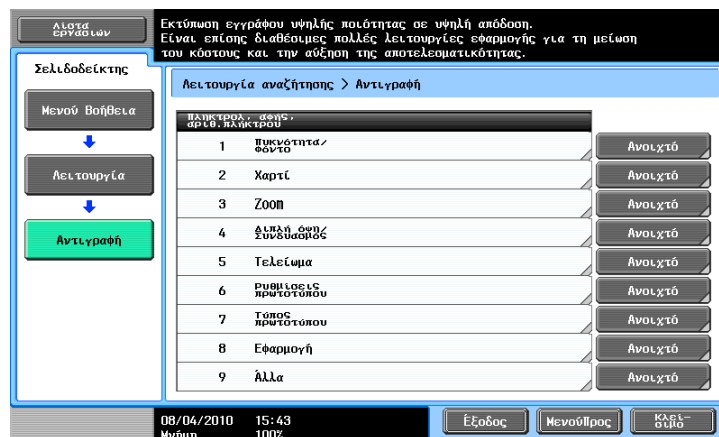 Λίστα
εργασιών
Εκτύπωση εγγράφου υψηλής ποιότητας σε υψηλή απόδοση.
Είναι επίσης διαθέσιμες πολλές λειτουργίες εφαρμογής για τη μείωση
του κόστους και την αύξηση της αποτελεσματικότητας.
Σελιδοδείκτης
Μενού Βοήθεια
Λειτουργία
Αντιγραφή
Λειτουργία αναζήτησης > Αντιγραφή
Πληκτρολ. αφής,
αριθ.πλήκτρου
1 Πυκνότητα/
Φόντο
Ανοιχτό
2 Χαρτί Ανοιχτό
3 Zoom Ανοιχτό
4 Διπλή όψη/
Συνδυασμός
Ανοιχτό
5 Τελείωμα Ανοιχτό
6 Ρυθμίσεις
πρωτοτύπου
Ανοιχτό
7 Τύπος
πρωτοτύπου
Ανοιχτό
8 Εφαρμογή Ανοιχτό
9 Άλλα Ανοιχτό
08/04/2010 15:43
Μνήμη 100%
Έξοδος
ΜενούΠρος
Κλεί-
σιμο